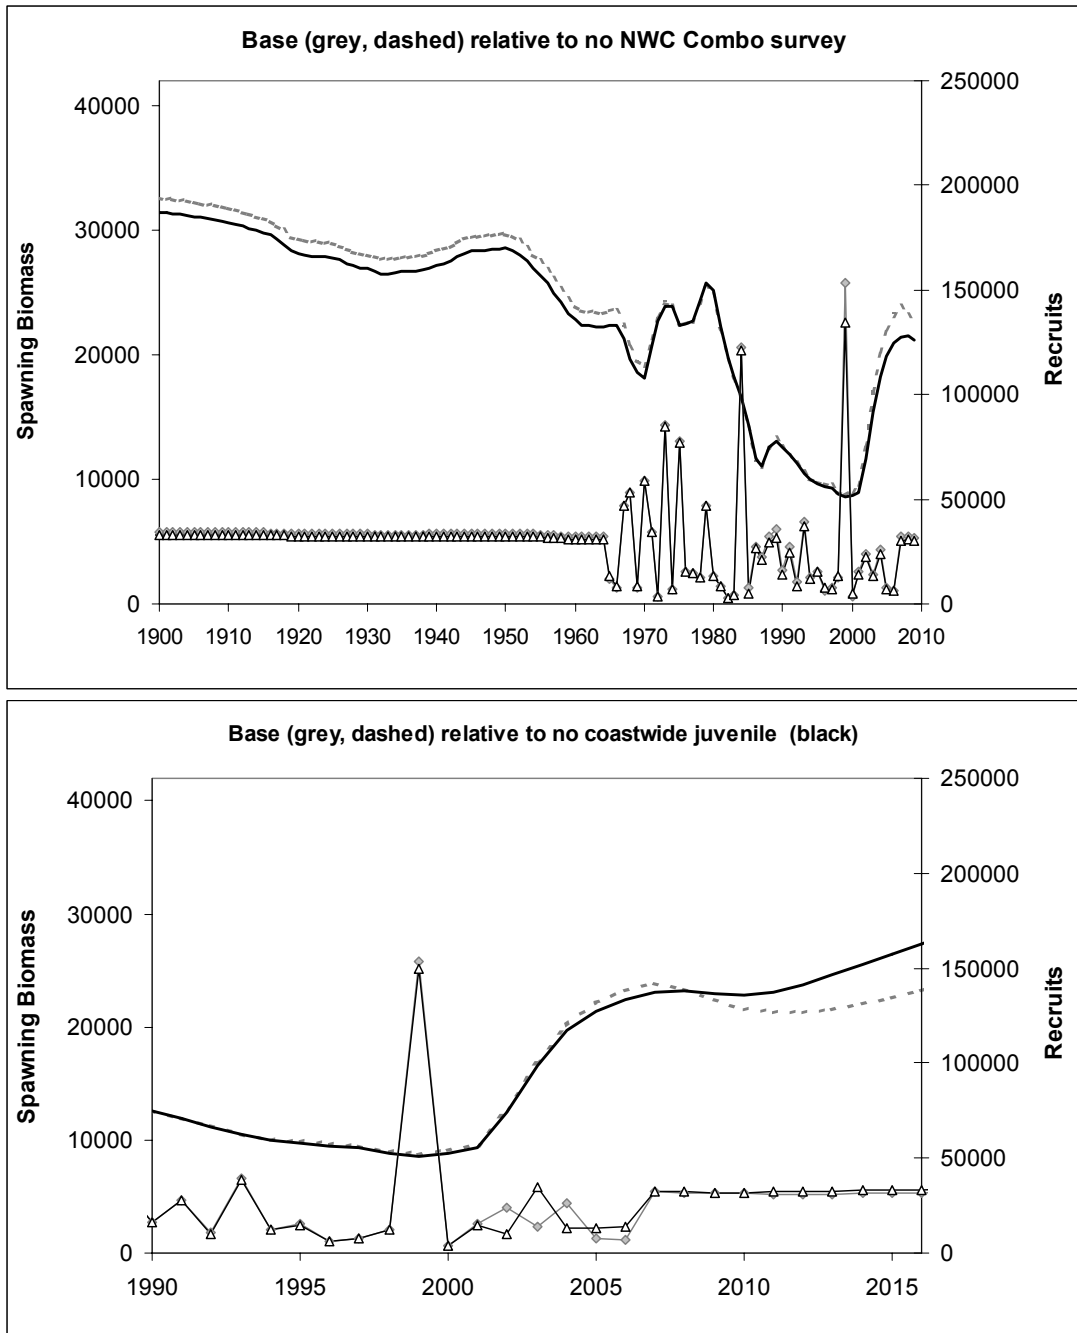 Base (grey, dashed) relative to no NWC Combo survey
40000
30000
20000
10000
0
Spawning Biomass
250000
200000
150000
100000
50000
0
Recruits
1900 1910 1920 1930 1940 1950 1960 1970 1980 1990 2000 2010
Base (grey, dashed) relative to no coastwide juvenile (black)
40000
30000
20000
10000
0
Spawning Biomass
250000
200000
150000
100000
50000
0
Recruits
1990 1995 2000 2005 2010 2015